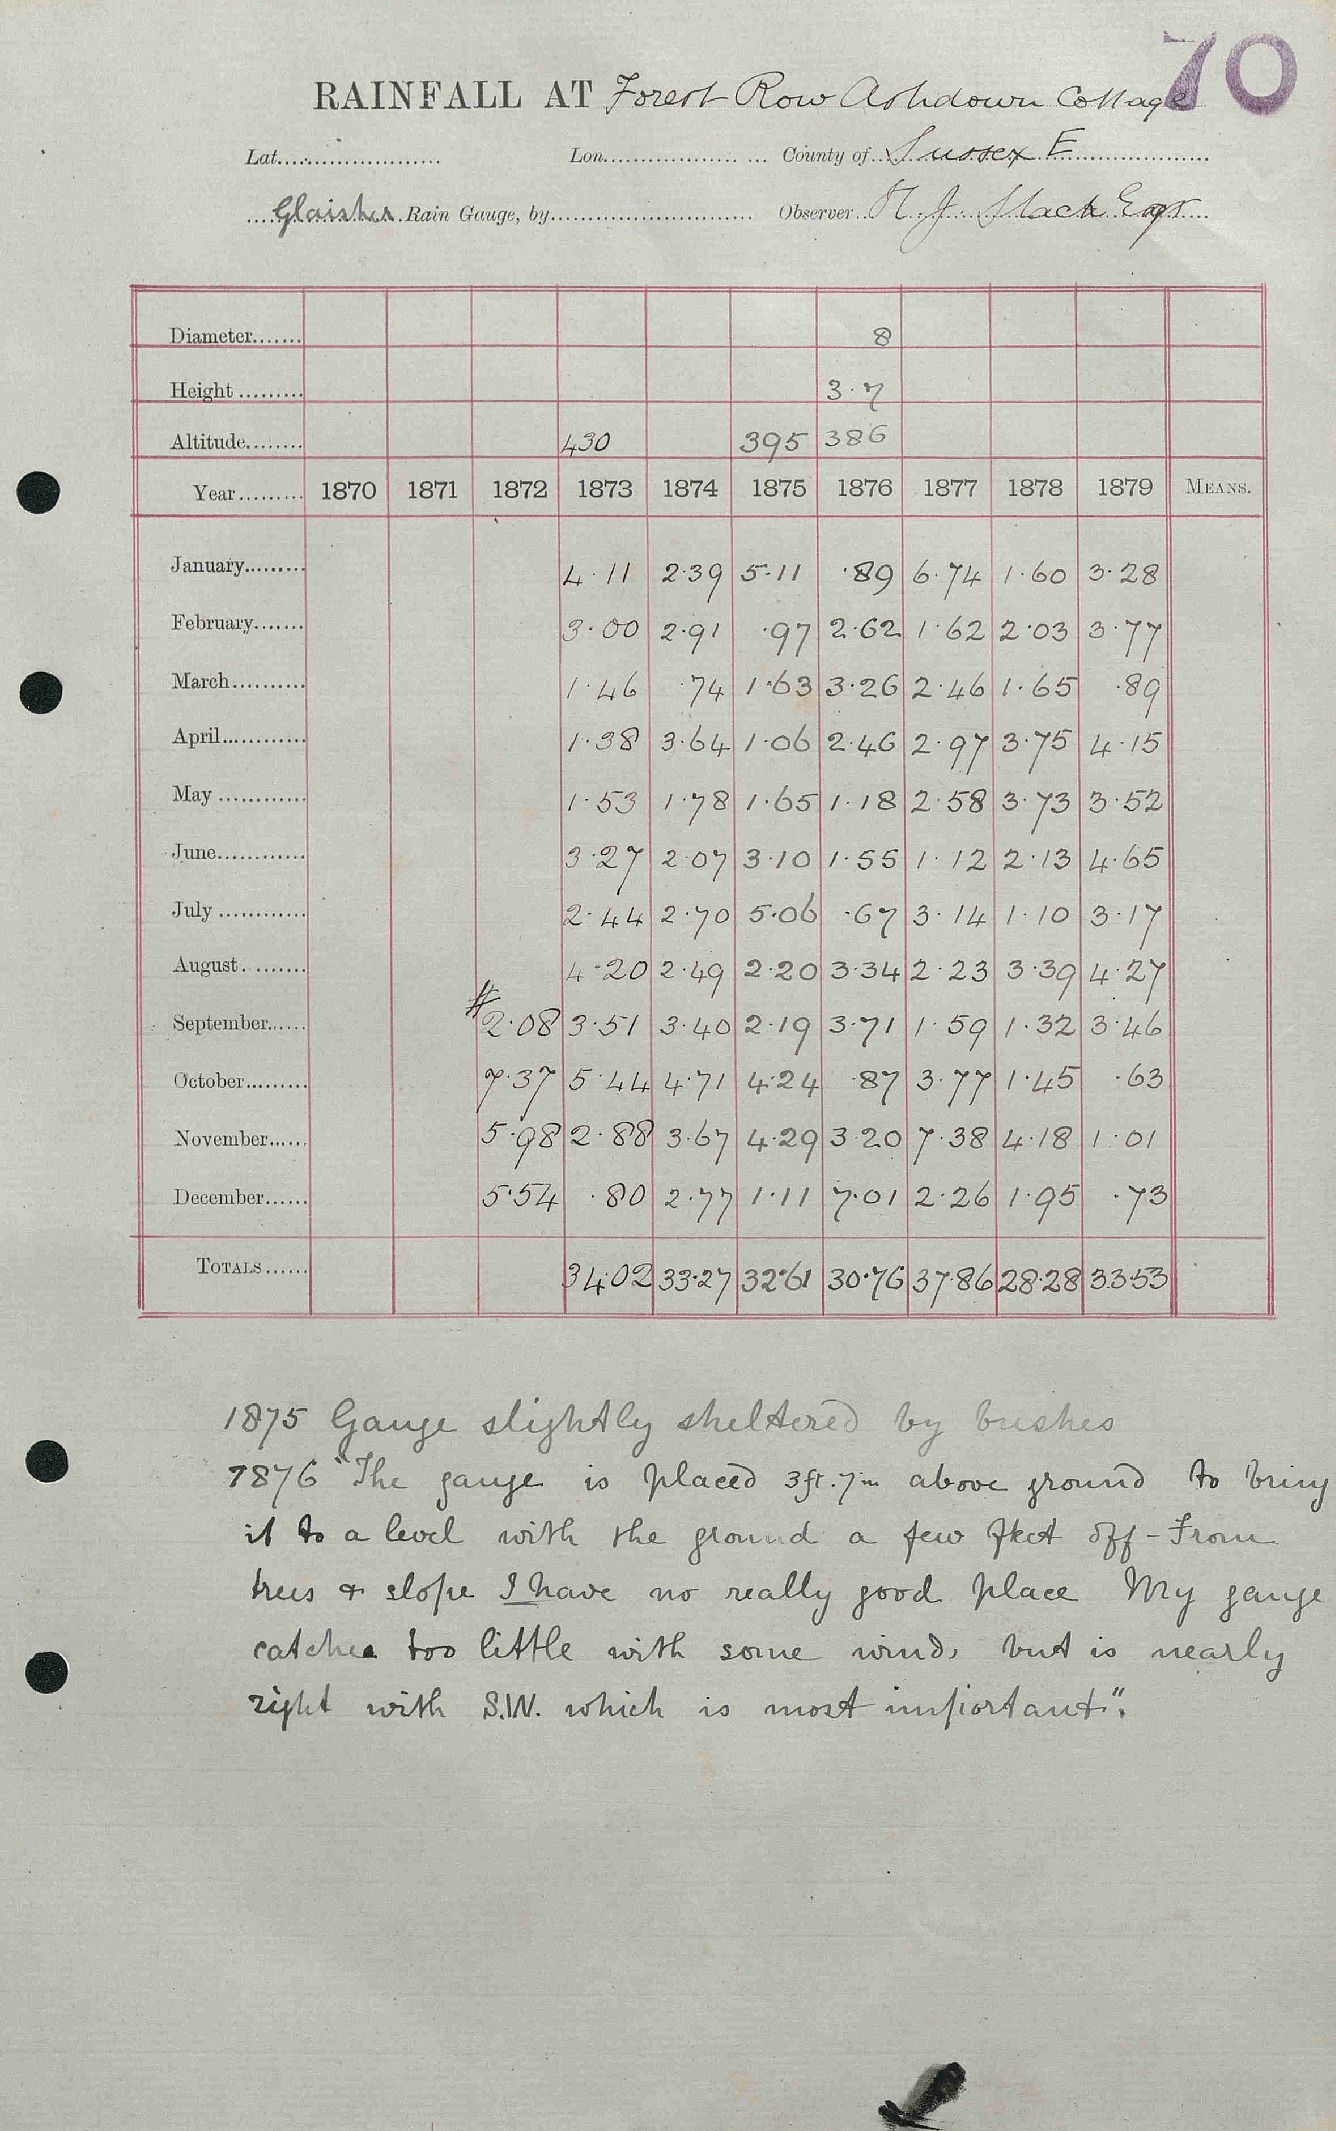 70
RAINFALL AT Forest Row Ashdown Cottage
Lat........................ Lon........................ County of Sussex E
Glaisher Rain Gauge, by........................ Observer H. J. Slack Esqr
Diameter....... 8
Height......... 3.7
Altitude........ 430 395 386
Year......... 1870 1871 1872 1873 1874 1875 1876 1877 1878 1879 MEANS.
January......... 4.11 2.39 5.11 .89 6.74 1.60 3.28
February....... 3.00 2.91 .97 2.62 1.62 2.03 3.77
March.......... 1.46 .74 1.63 3.26 2.46 1.65 .89
April............ 1.38 3.64 1.06 2.46 2.97 3.75 4.15
May............ 1.53 1.78 1.65 1.18 2.58 3.73 3.52
June............ 3.27 2.07 3.10 1.55 1.12 2.13 4.65
July............ 2.44 2.70 5.06 .67 3.14 1.10 3.17
August......... 4.20 2.49 2.20 3.34 2.23 3.39 4.27
September...... # 2.08 3.51 3.40 2.19 3.71 1.59 1.32 3.46
October......... 7.37 5.44 4.71 4.24 .87 3.77 1.45 .63
November...... 5.98 2.88 3.67 4.29 3.20 7.38 4.18 1.01
December...... 5.54 .80 2.77 1.11 7.01 2.26 1.95 .73
TOTALS...... 34.02 33.27 32.61 30.76 37.86 28.28 33.53
1875 Gauge slightly sheltered by bushes
1876 "The gauge is placed 3ft.7in above ground to bring
it to a level with the ground a few feet off - From
trees & slope I have no really good place My gauge
catches too little with some winds but is nearly
right with S.W. which is most important".